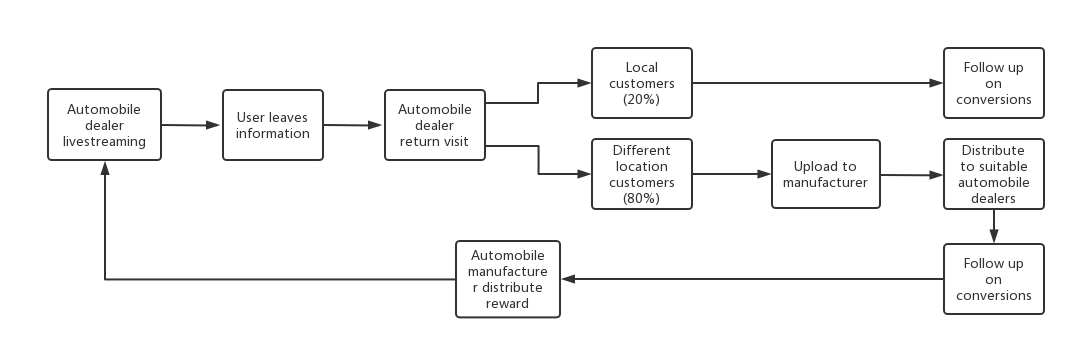 Automobile
dealer
livestreaming
User leaves
information
Automobile
dealer
return visit
Local
customers
(20%)
Follow up
on
conversions
Different
location
customers
(80%)
Upload to
manufacturer
Distribute
to suitable
automobile
dealers
Automobile
manufacture
r distribute
reward
Follow up
on
conversions